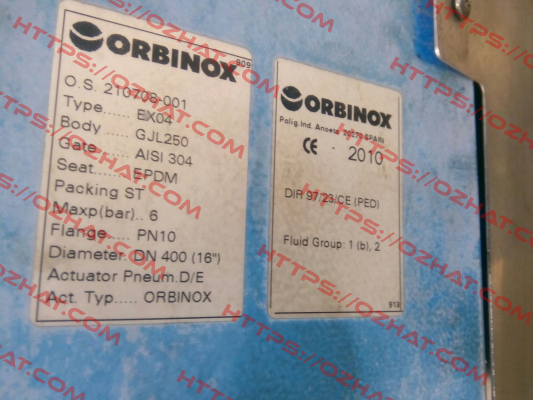 ORBINOX
909
O.S. 210708-001
Type..... EX04
Body..... GJL250
Gate..... AISI 304
Seat..... EPDM
Packing ST
Maxp(bar).. 6
Flange..... PN10
Diameter. DN 400 (16")
Actuator Pneum.D/E
Act. Typ..... ORBINOX
ORBINOX
Polig.Ind. Anoeta 20270 SPAIN
CE - 2010
DIR 97/23/CE (PED)
Fluid Group: 1 (b), 2
919
HTTPS://OZHAT.COM